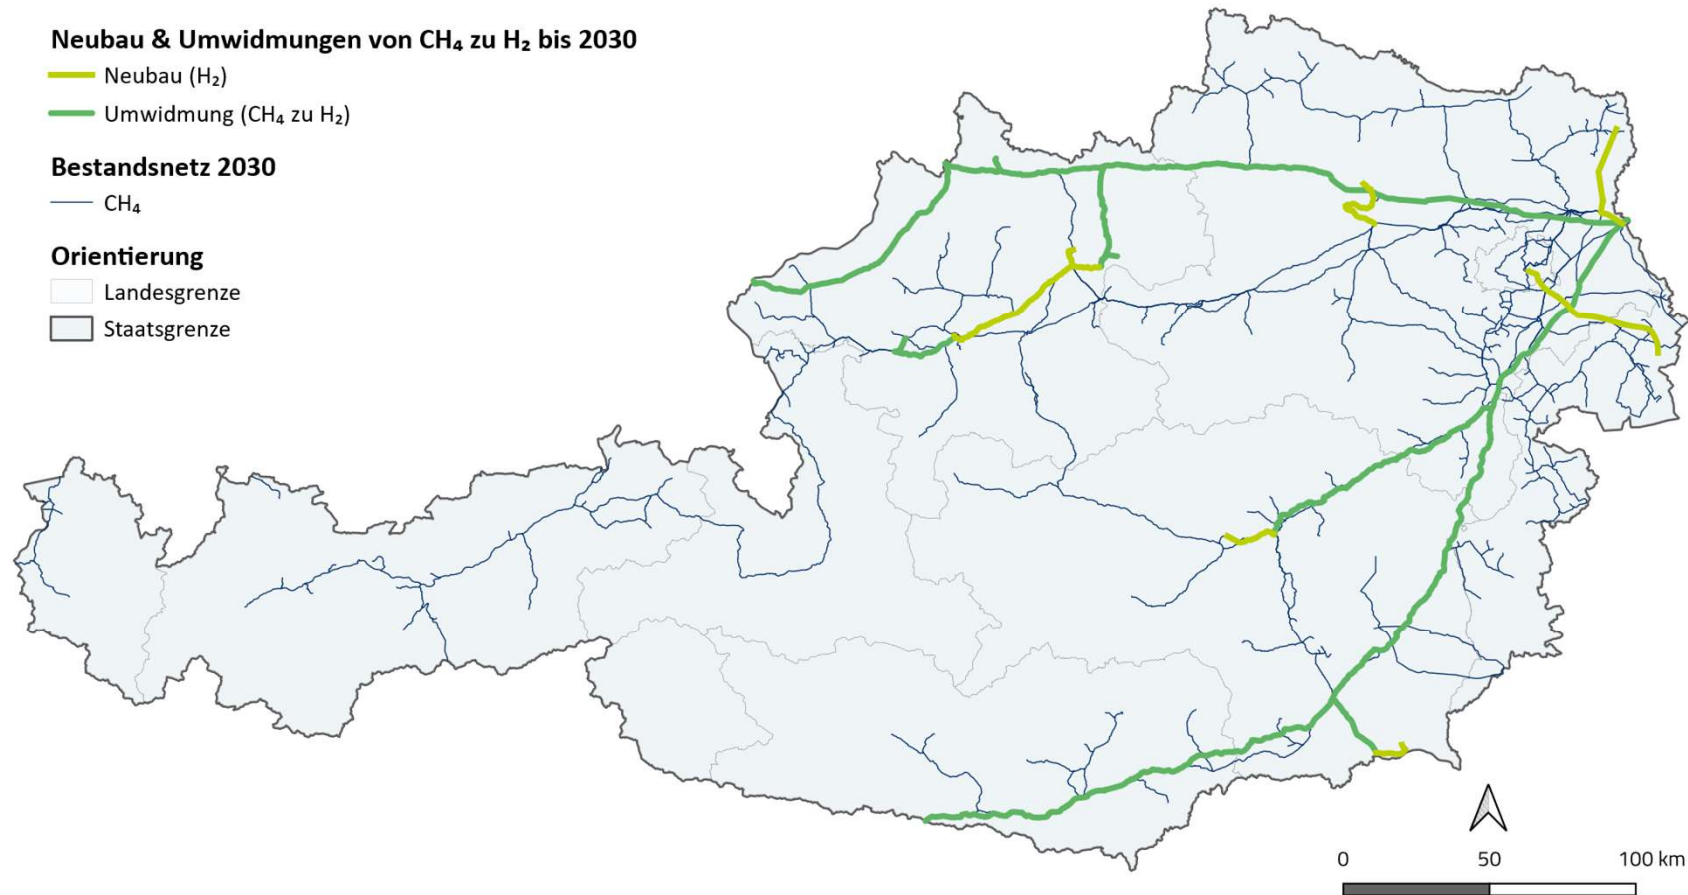 Neubau & Umwidmungen von CH₄ zu H₂ bis 2030
Neubau (H₂)
Umwidmung (CH₄ zu H₂)
Bestandsnetz 2030
CH₄
Orientierung
Landesgrenze
Staatsgrenze
0 50 100 km